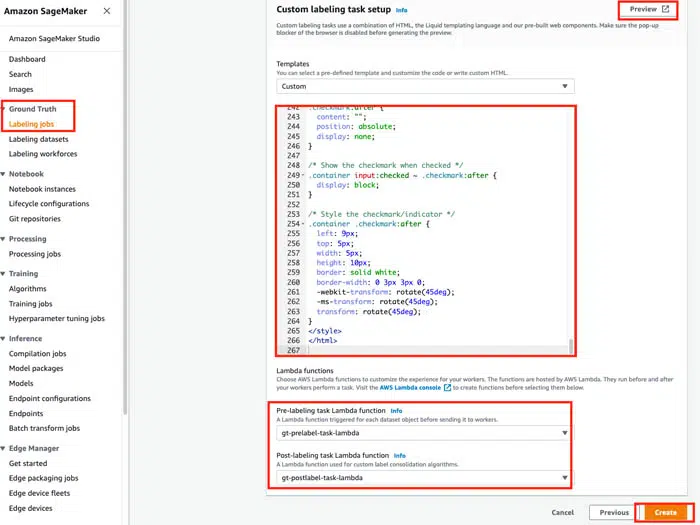 Amazon SageMaker
Amazon SageMaker Studio
Dashboard
Search
Images
Ground Truth
Labeling jobs
Labeling datasets
Labeling workforces
Notebook
Notebook instances
Lifecycle configurations
Git repositories
Processing
Processing jobs
Training
Algorithms
Training jobs
Hyperparameter tuning jobs
Inference
Compilation jobs
Model packages
Models
Endpoint configurations
Endpoints
Batch transform jobs
Edge Manager
Get started
Edge packaging jobs
Edge device fleets
Edge devices
Custom labeling task setup Info
Preview
Custom labeling tasks use a combination of HTML, the Liquid templating language and our pre-built web components. Make sure the pop-up
blocker of the browser is disabled before generating the preview.
Templates
You can select a pre-defined template and customize the code or write custom HTML.
Custom
242 .checkmark:after {
243 content: "";
244 position: absolute;
245 display: none;
246 }
247
248 /* Show the checkmark when checked */
249 .container input:checked ~ .checkmark:after {
250 display: block;
251 }
252
253 /* Style the checkmark/indicator */
254 .container .checkmark:after {
255 left: 9px;
256 top: 5px;
257 width: 5px;
258 height: 10px;
259 border: solid white;
260 border-width: 0 3px 3px 0;
261 -webkit-transform: rotate(45deg);
262 -ms-transform: rotate(45deg);
263 transform: rotate(45deg);
264 }
265 </style>
266 </html>
267
Lambda functions
Choose AWS Lambda functions to customize the experience for your workers. The functions are hosted by AWS Lambda. They run before and after
your workers perform a task. Visit the AWS Lambda console to create functions before selecting them below.
Pre-labeling task Lambda function Info
A Lambda function triggered for each dataset object before sending it to workers.
gt-prelabel-task-lambda
Post-labeling task Lambda function Info
A Lambda function used for custom label consolidation algorithms.
gt-postlabel-task-lambda
Cancel
Previous
Create